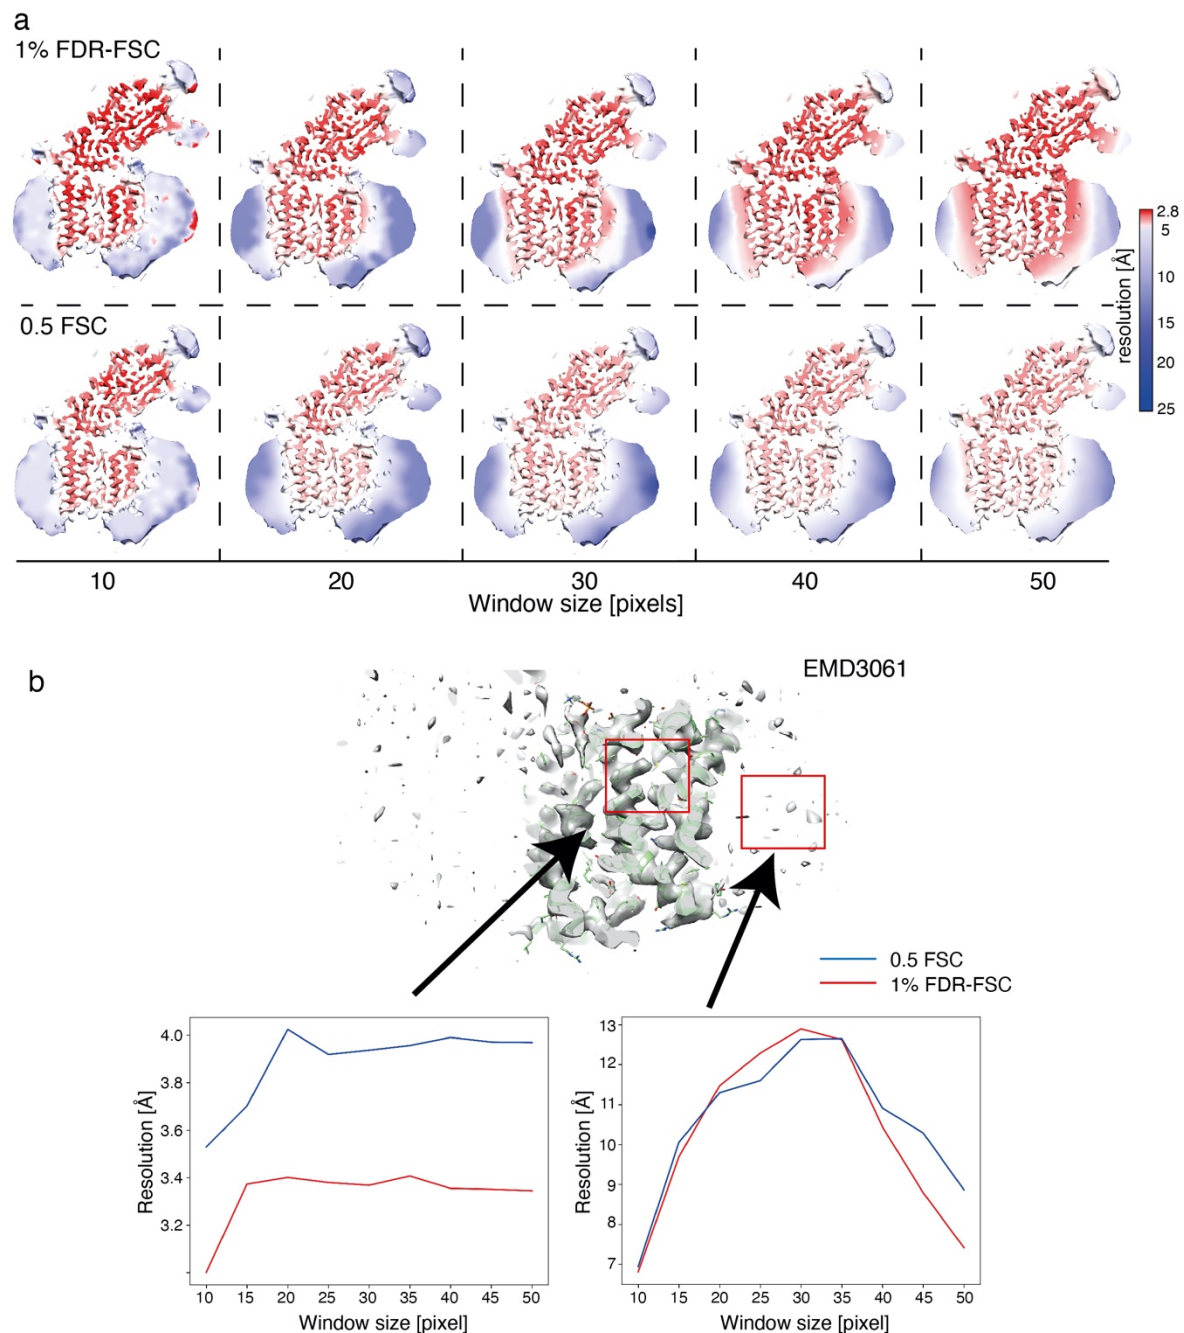 a
1% FDR-FSC
0.5 FSC
2.8
5
10
15
20
25
resolution [Å]
10 20 30 40 50
Window size [pixels]
b
EMD3061
0.5 FSC
1% FDR-FSC
4.0
3.8
3.6
3.4
3.2
Resolution [Å]
10 15 20 25 30 35 40 45 50
Window size [pixel]
13
12
11
10
9
8
7
Resolution [Å]
10 15 20 25 30 35 40 45 50
Window size [pixel]